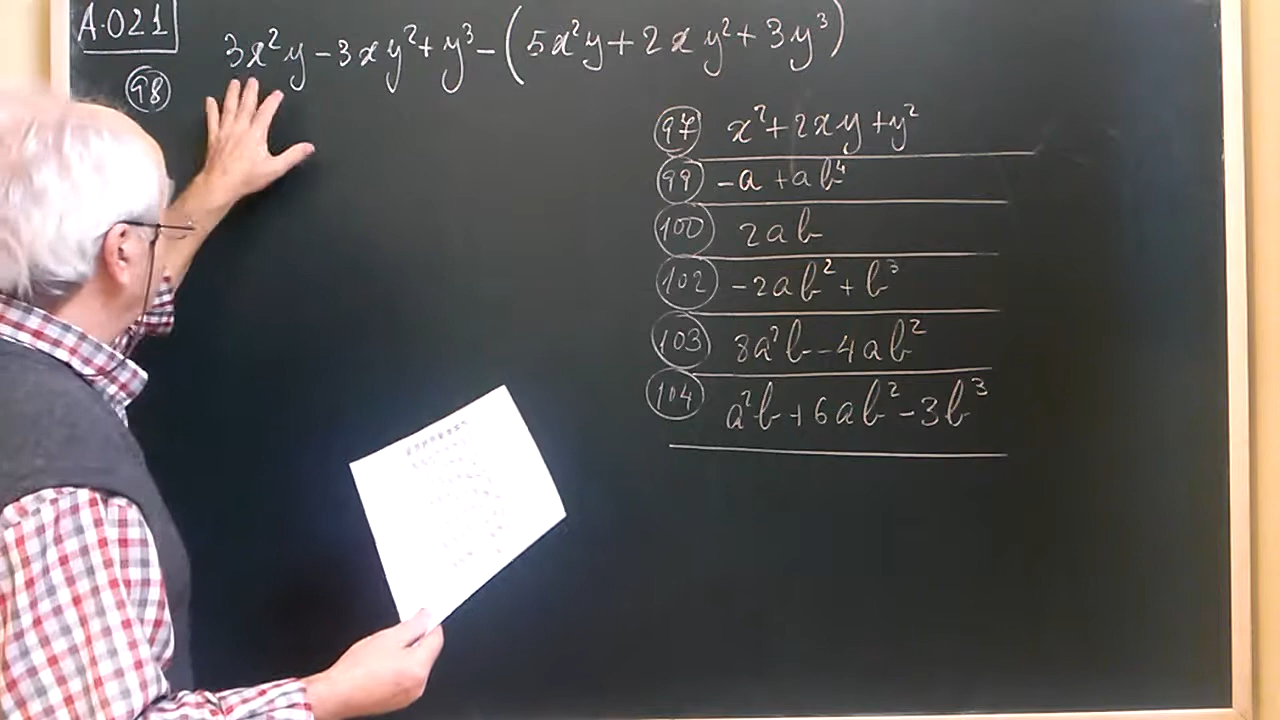 A.021
98 3x²y - 3xy² + y³ - (5x²y + 2xy² + 3y³)
97 x² + 2xy + y²
99 -a + ab⁴
100 2ab
102 -2ab² + b³
103 8a²b - 4ab²
104 a²b + 6ab² - 3b³